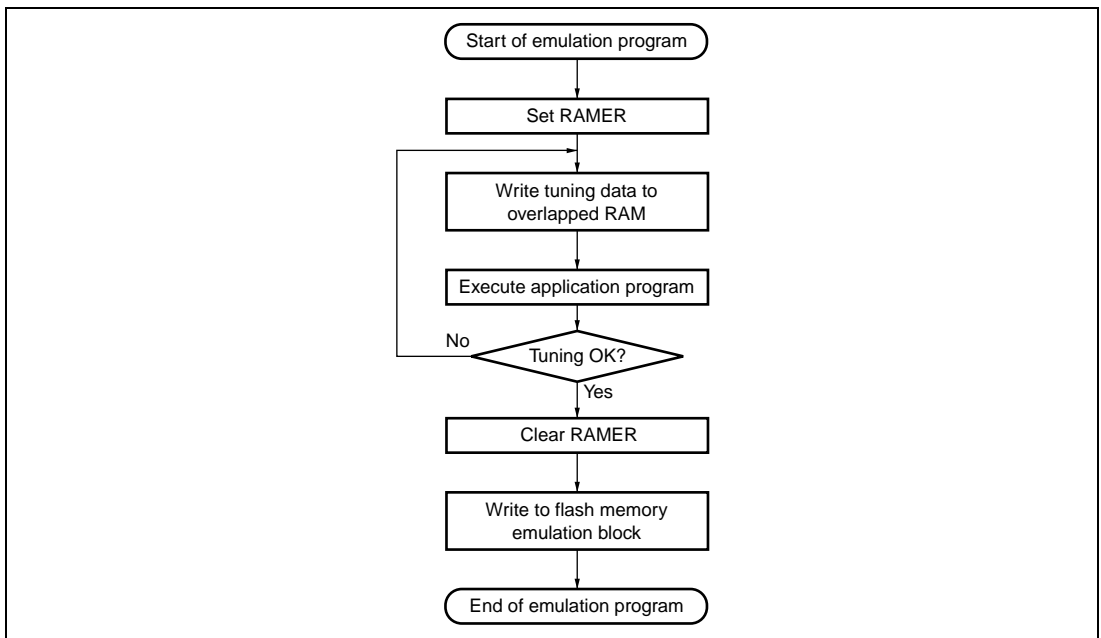 Start of emulation program
Set RAMER
Write tuning data to
overlapped RAM
Execute application program
No
Tuning OK?
Yes
Clear RAMER
Write to flash memory
emulation block
End of emulation program